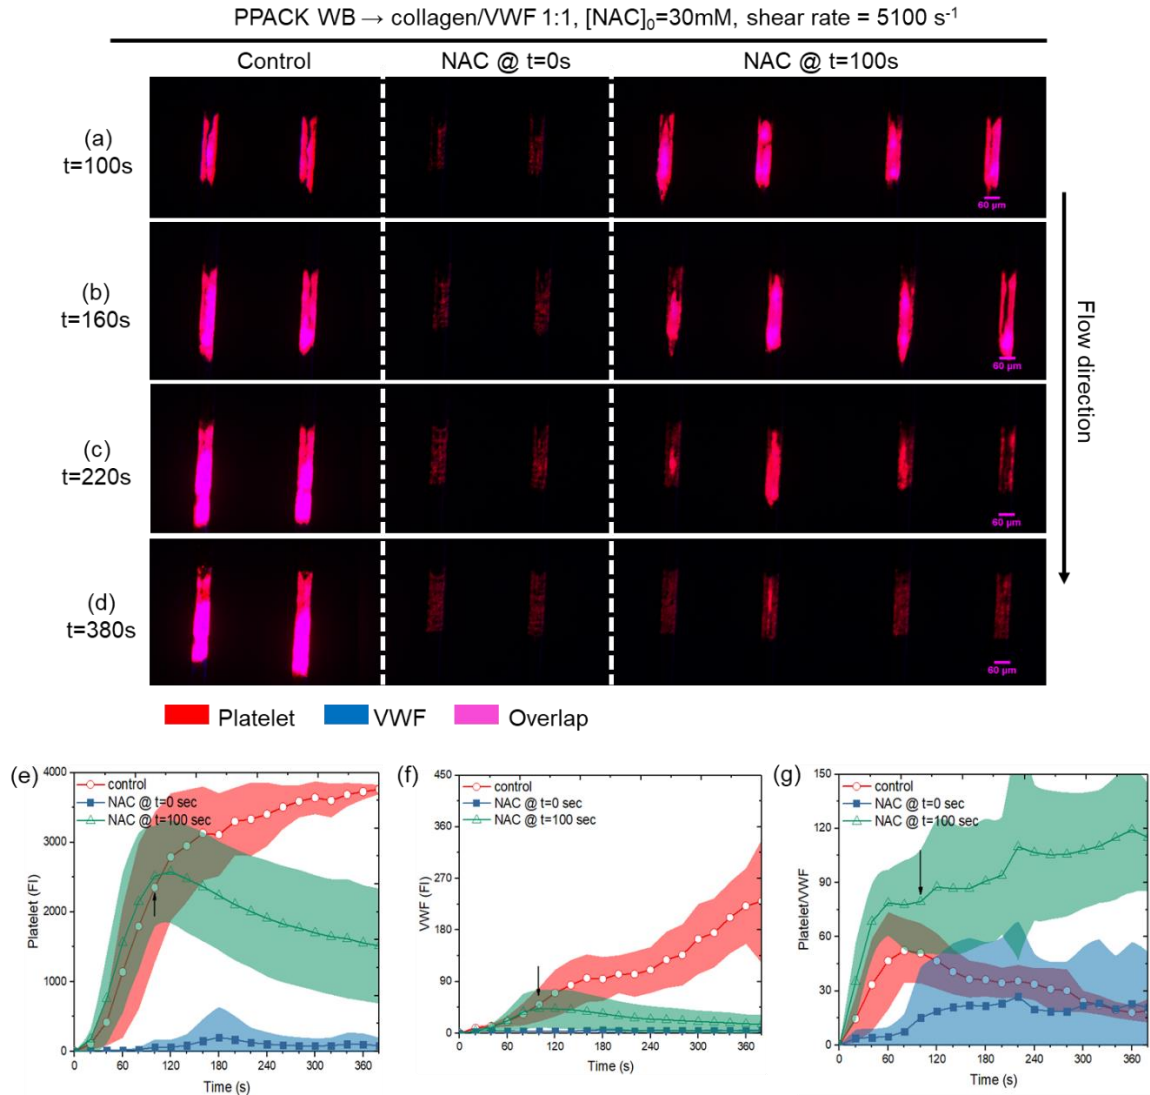 PPACK WB → collagen/VWF 1:1, [NAC]₀=30mM, shear rate = 5100 s⁻¹
Control NAC @ t=0s NAC @ t=100s
(a)
t=100s
60 µm
(b)
t=160s
60 µm
(c)
t=220s
60 µm
(d)
t=380s
60 µm
Flow direction
Platelet VWF Overlap
(e)
4000
3000
2000
1000
0
Platelet (FI)
control
NAC @ t=0 sec
NAC @ t=100 sec
0 60 120 180 240 300 360
Time (s)
(f)
450
360
270
180
90
0
VWF (FI)
control
NAC @ t=0 sec
NAC @ t=100 sec
0 60 120 180 240 300 360
Time (s)
(g)
150
120
90
60
30
0
Platelet/VWF
control
NAC @ t=0 sec
NAC @ t=100 sec
0 60 120 180 240 300 360
Time (s)